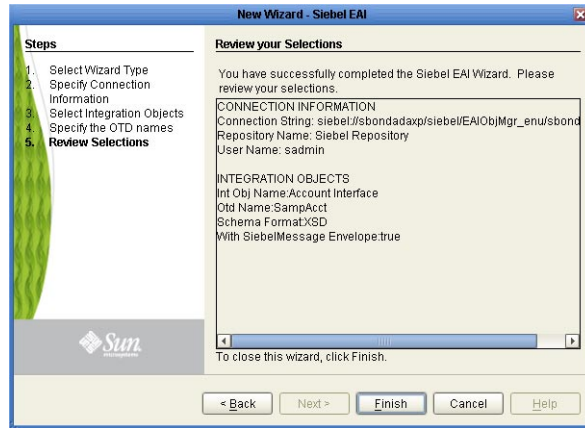 New Wizard - Siebel EAI
Steps
1. Select Wizard Type
2. Specify Connection
Information
3. Select Integration Objects
4. Specify the OTD names
5. Review Selections
Sun
microsystems
Review your Selections
You have successfully completed the Siebel EAI Wizard. Please
review your selections.
CONNECTION INFORMATION
Connection String: siebel://sbondadaxp/siebel/EAIObjMgr_enu/sbond
Repository Name: Siebel Repository
User Name: sadmin
INTEGRATION OBJECTS
Int Obj Name:Account Interface
Otd Name:SampAcct
Schema Format:XSD
With SiebelMessage Envelope:true
To close this wizard, click Finish.
< Back
Next >
Finish
Cancel
Help